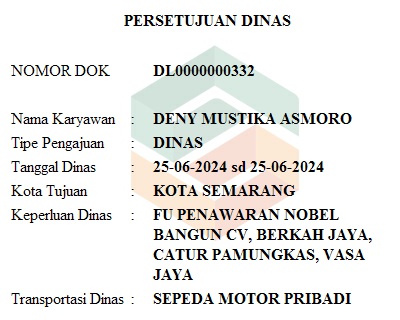 PERSETUJUAN DINAS
NOMOR DOK DL0000000332
Nama Karyawan : DENY MUSTIKA ASMORO
Tipe Pengajuan : DINAS
Tanggal Dinas : 25-06-2024 sd 25-06-2024
Kota Tujuan : KOTA SEMARANG
Keperluan Dinas : FU PENAWARAN NOBEL
BANGUN CV, BERKAH JAYA,
CATUR PAMUNGKAS, VASA
JAYA
Transportasi Dinas : SEPEDA MOTOR PRIBADI